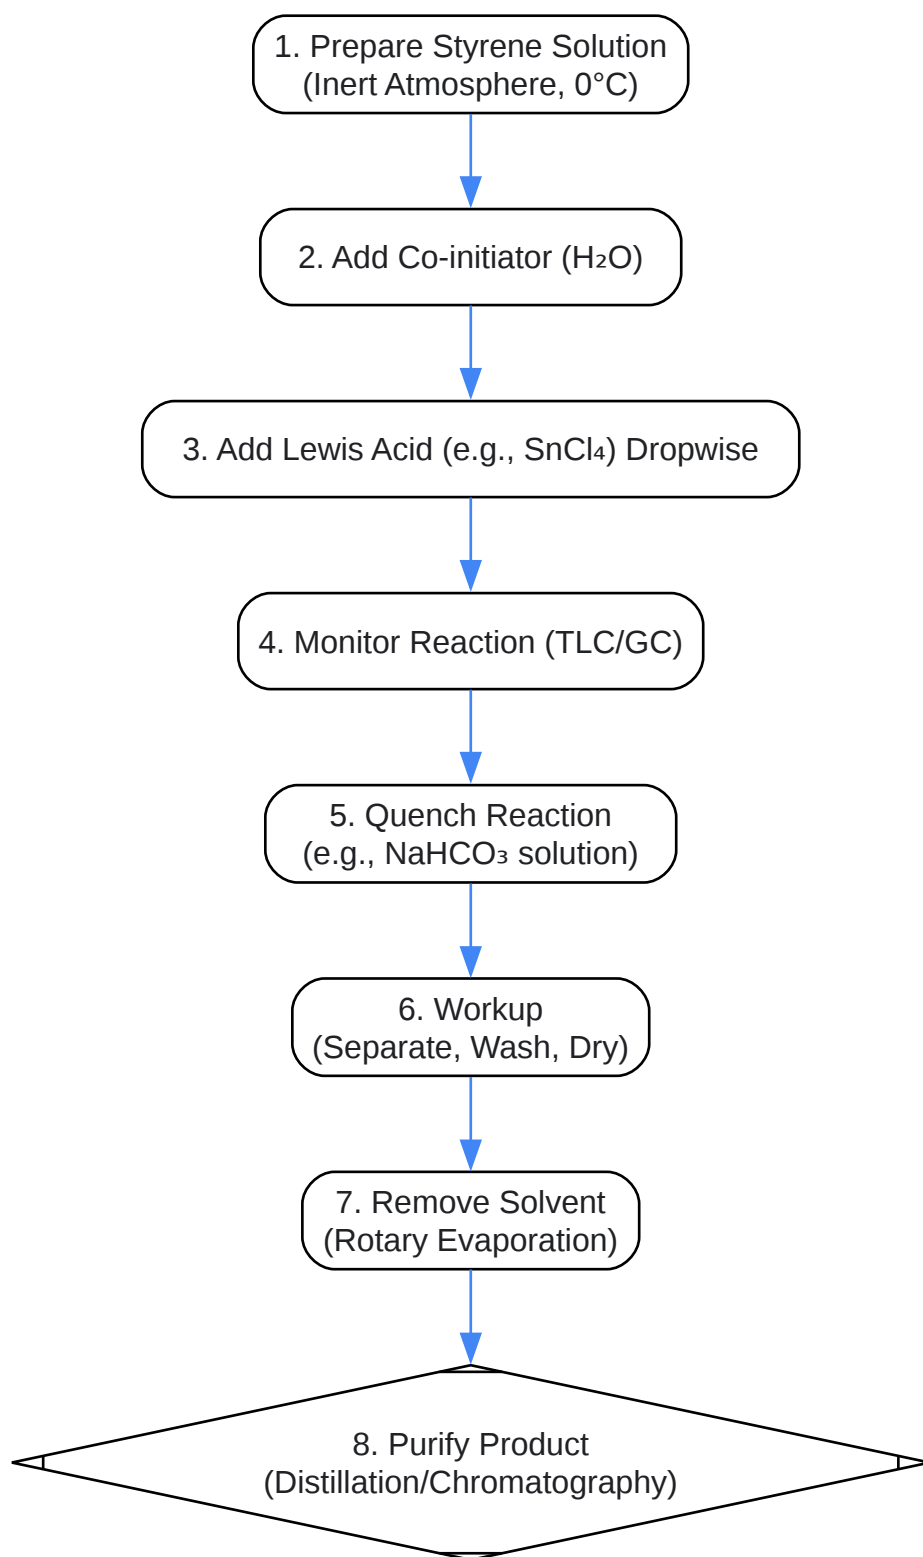 1. Prepare Styrene Solution
(Inert Atmosphere, 0°C)
2. Add Co-initiator (H₂O)
3. Add Lewis Acid (e.g., SnCl₄) Dropwise
4. Monitor Reaction (TLC/GC)
5. Quench Reaction
(e.g., NaHCO₃ solution)
6. Workup
(Separate, Wash, Dry)
7. Remove Solvent
(Rotary Evaporation)
8. Purify Product
(Distillation/Chromatography)